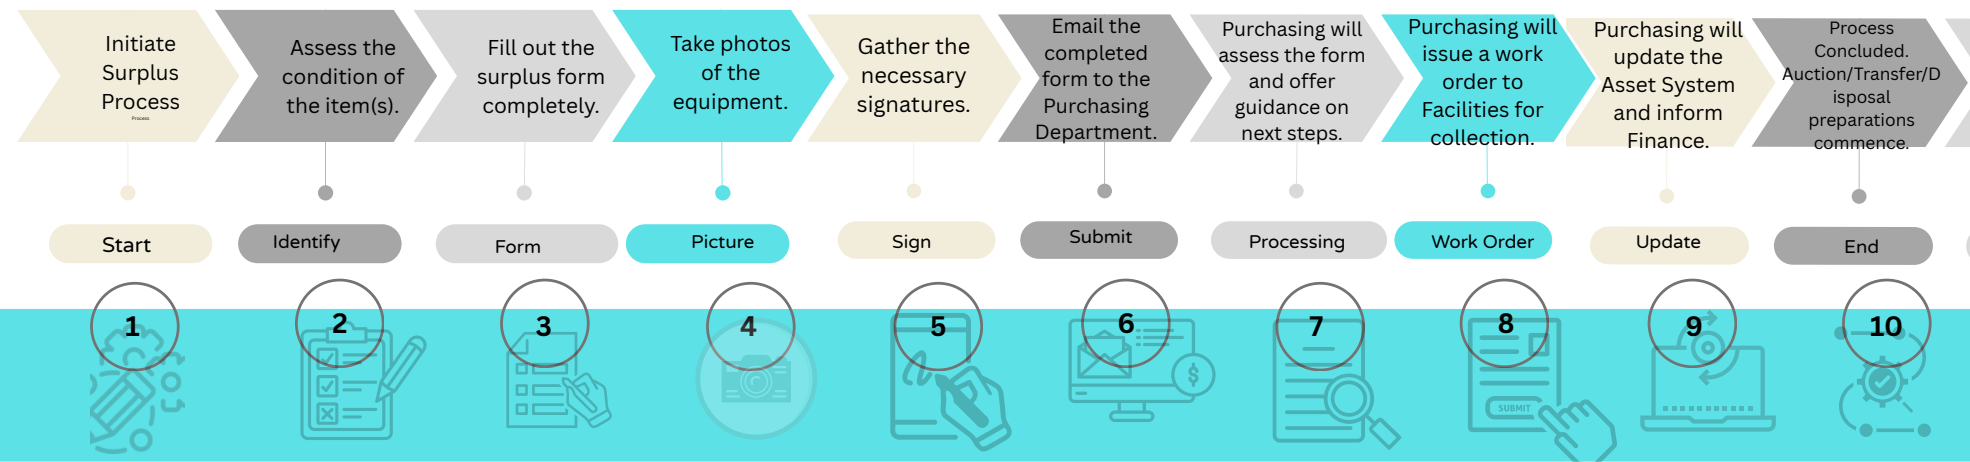 Initiate
Surplus
Process
Process
Assess the
condition of
the item(s).
Fill out the
surplus form
completely.
Take photos
of the
equipment.
Gather the
necessary
signatures.
Email the
completed
form to the
Purchasing
Department.
Purchasing will
assess the form
and offer
guidance on
next steps.
Purchasing will
issue a work
order to
Facilities for
collection.
Purchasing will
update the
Asset System
and inform
Finance.
Process
Concluded.
Auction/Transfer/D
isposal
preparations
commence.
Start
Identify
Form
Picture
Sign
Submit
Processing
Work Order
Update
End
1
2
3
4
5
6
7
8
9
10
$
SUBMIT